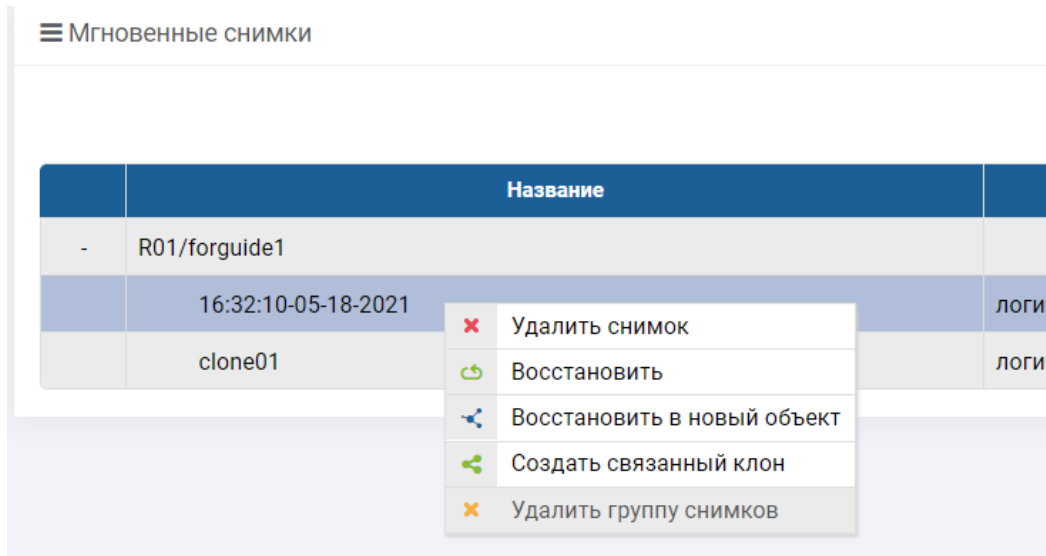 Мгновенные снимки
Название
- R01/forguide1
16:32:10-05-18-2021 логи
clone01 логи
Удалить снимок
Восстановить
Восстановить в новый объект
Создать связанный клон
Удалить группу снимков